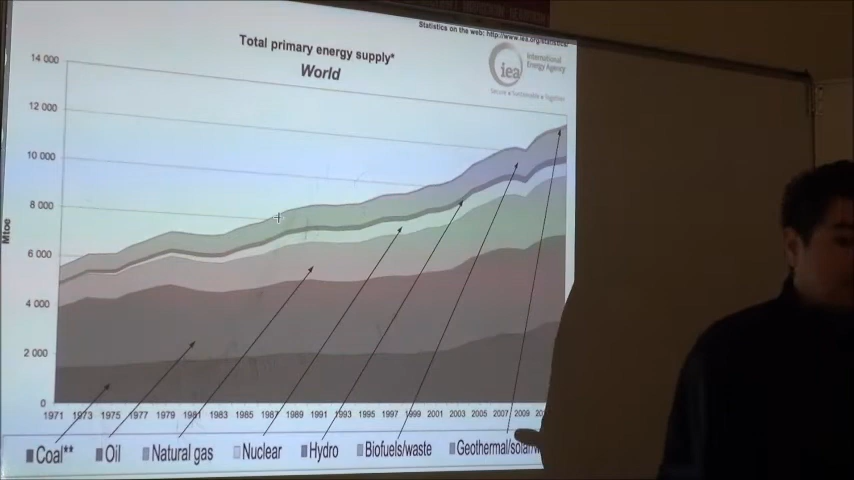 Statistics on the web: http://www.iea.org/statistics/
Total primary energy supply*
World
iea International Energy Agency
Secure • Sustainable • Together
Mtoe
14 000
12 000
10 000
8 000
6 000
4 000
2 000
0
1971 1973 1975 1977 1979 1981 1983 1985 1987 1989 1991 1993 1995 1997 1999 2001 2003 2005 2007 2009
Coal** Oil Natural gas Nuclear Hydro Biofuels/waste Geothermal/solar/w